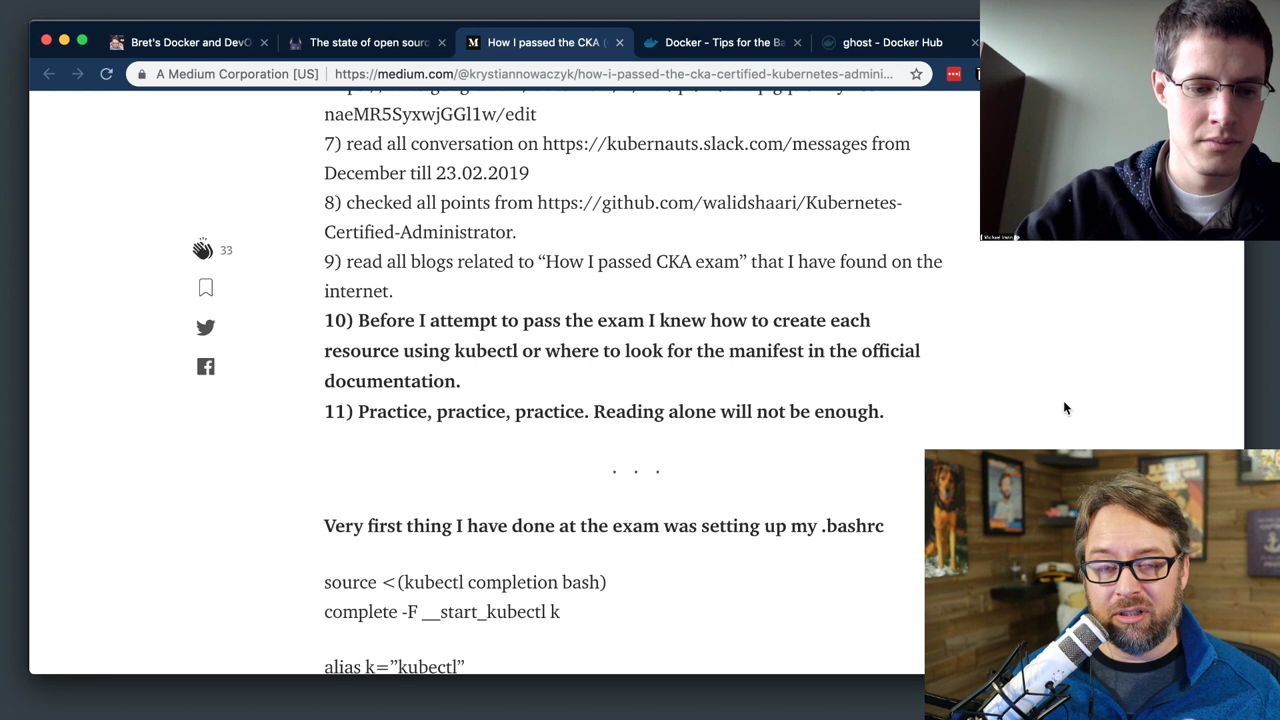 Bret's Docker and DevO
The state of open sourc
How I passed the CKA (
Docker - Tips for the Ba
ghost - Docker Hub
A Medium Corporation [US]
https://medium.com/@krystiannowaczyk/how-i-passed-the-cka-certified-kubernetes-admini...
naeMR5SyxwjGGl1w/edit
7) read all conversation on https://kubernauts.slack.com/messages from
December till 23.02.2019
8) checked all points from https://github.com/walidshaari/Kubernetes-
Certified-Administrator.
9) read all blogs related to “How I passed CKA exam” that I have found on the
internet.
33
10) Before I attempt to pass the exam I knew how to create each
resource using kubectl or where to look for the manifest in the official
documentation.
11) Practice, practice, practice. Reading alone will not be enough.
. . .
Very first thing I have done at the exam was setting up my .bashrc
source <(kubectl completion bash)
complete -F __start_kubectl k
alias k=”kubectl”